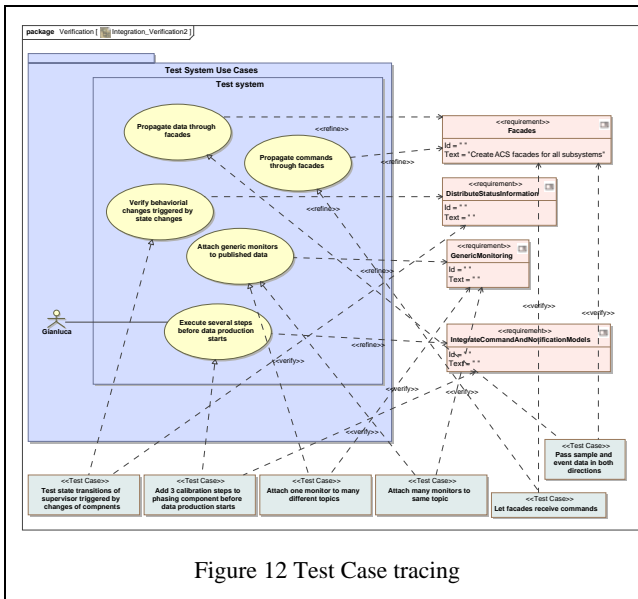 package Verification [ Integration_Verification2 ]
Test System Use Cases
Test system
Propagate data through
facades
<<refine>>
<<requirement>>
Facades
Id = " "
Text = "Create ACS facades for all subsystems"
Propagate commands
through facades
<<refine>>
Verify behaviorial
changes triggered by
state changes
<<refine>>
<<requirement>>
DistributeStatusInformation
Id = " "
Text = " "
Attach generic monitors
to published data
<<refine>>
<<requirement>>
GenericMonitoring
Id = " "
Text = " "
Gianluca
Execute several steps
before data production
starts
<<refine>>
<<verify>>
<<verify>>
<<verify>>
<<requirement>>
IntegrateCommandAndNotificationModels
Id = " "
Text = " "
<<verify>>
<<verify>>
<<Test Case>>
Pass sample and
event data in both
directions
<<Test Case>>
Test state transitions of
supervisor triggered by
changes of compnents
<<Test Case>>
Add 3 calibration steps to
phasing component before
data production starts
<<Test Case>>
Attach one monitor to many
different topics
<<Test Case>>
Attach many monitors to
same topic
<<Test Case>>
Let facades receive commands
Figure 12 Test Case tracing